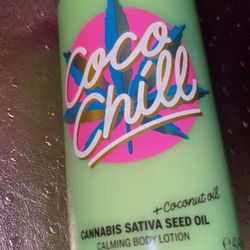 Coco
Chill
+ Coconut oil
CANNABIS SATIVA SEED OIL
CALMING BODY LOTION